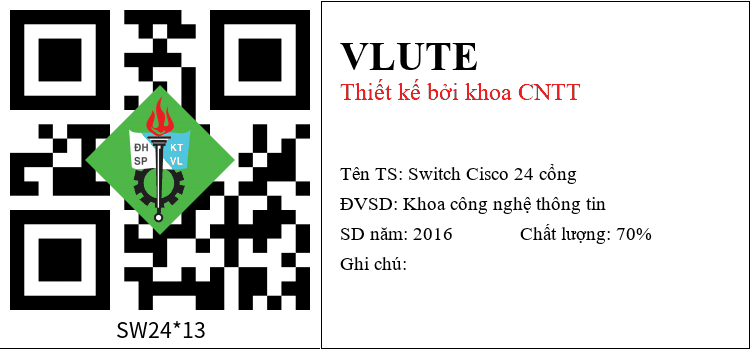 ĐH KT
SP VL
SW24*13
VLUTE
Thiết kế bởi khoa CNTT
Tên TS: Switch Cisco 24 cổng
ĐVSD: Khoa công nghệ thông tin
SD năm: 2016 Chất lượng: 70%
Ghi chú: